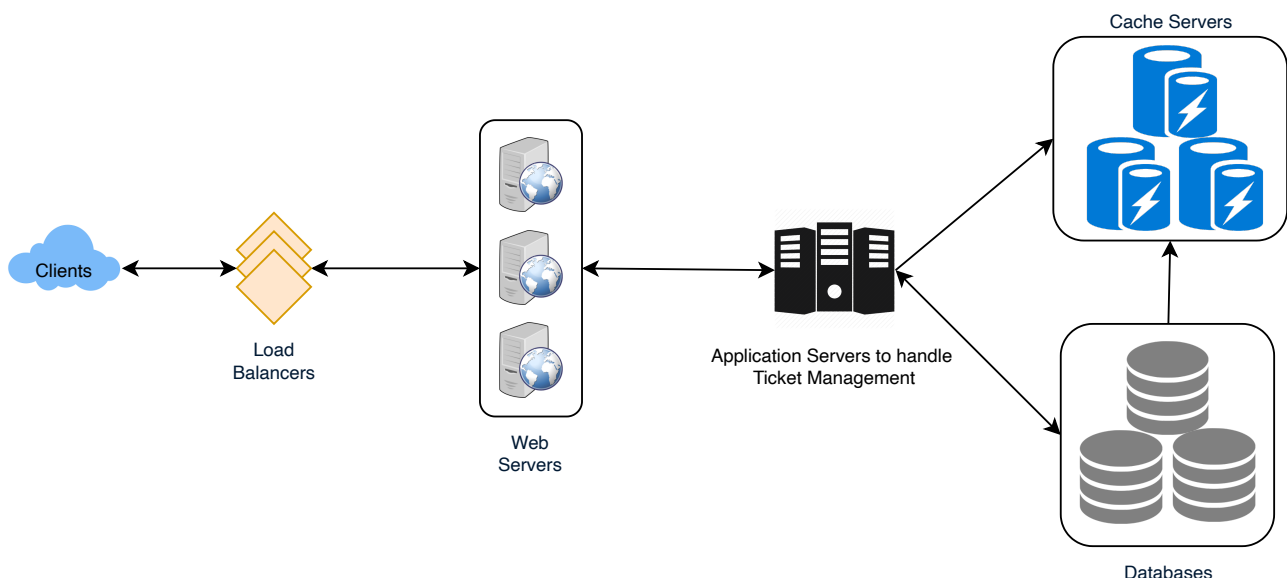 Cache Servers
Clients
Load
Balancers
Application Servers to handle
Ticket Management
Web
Servers
Databases